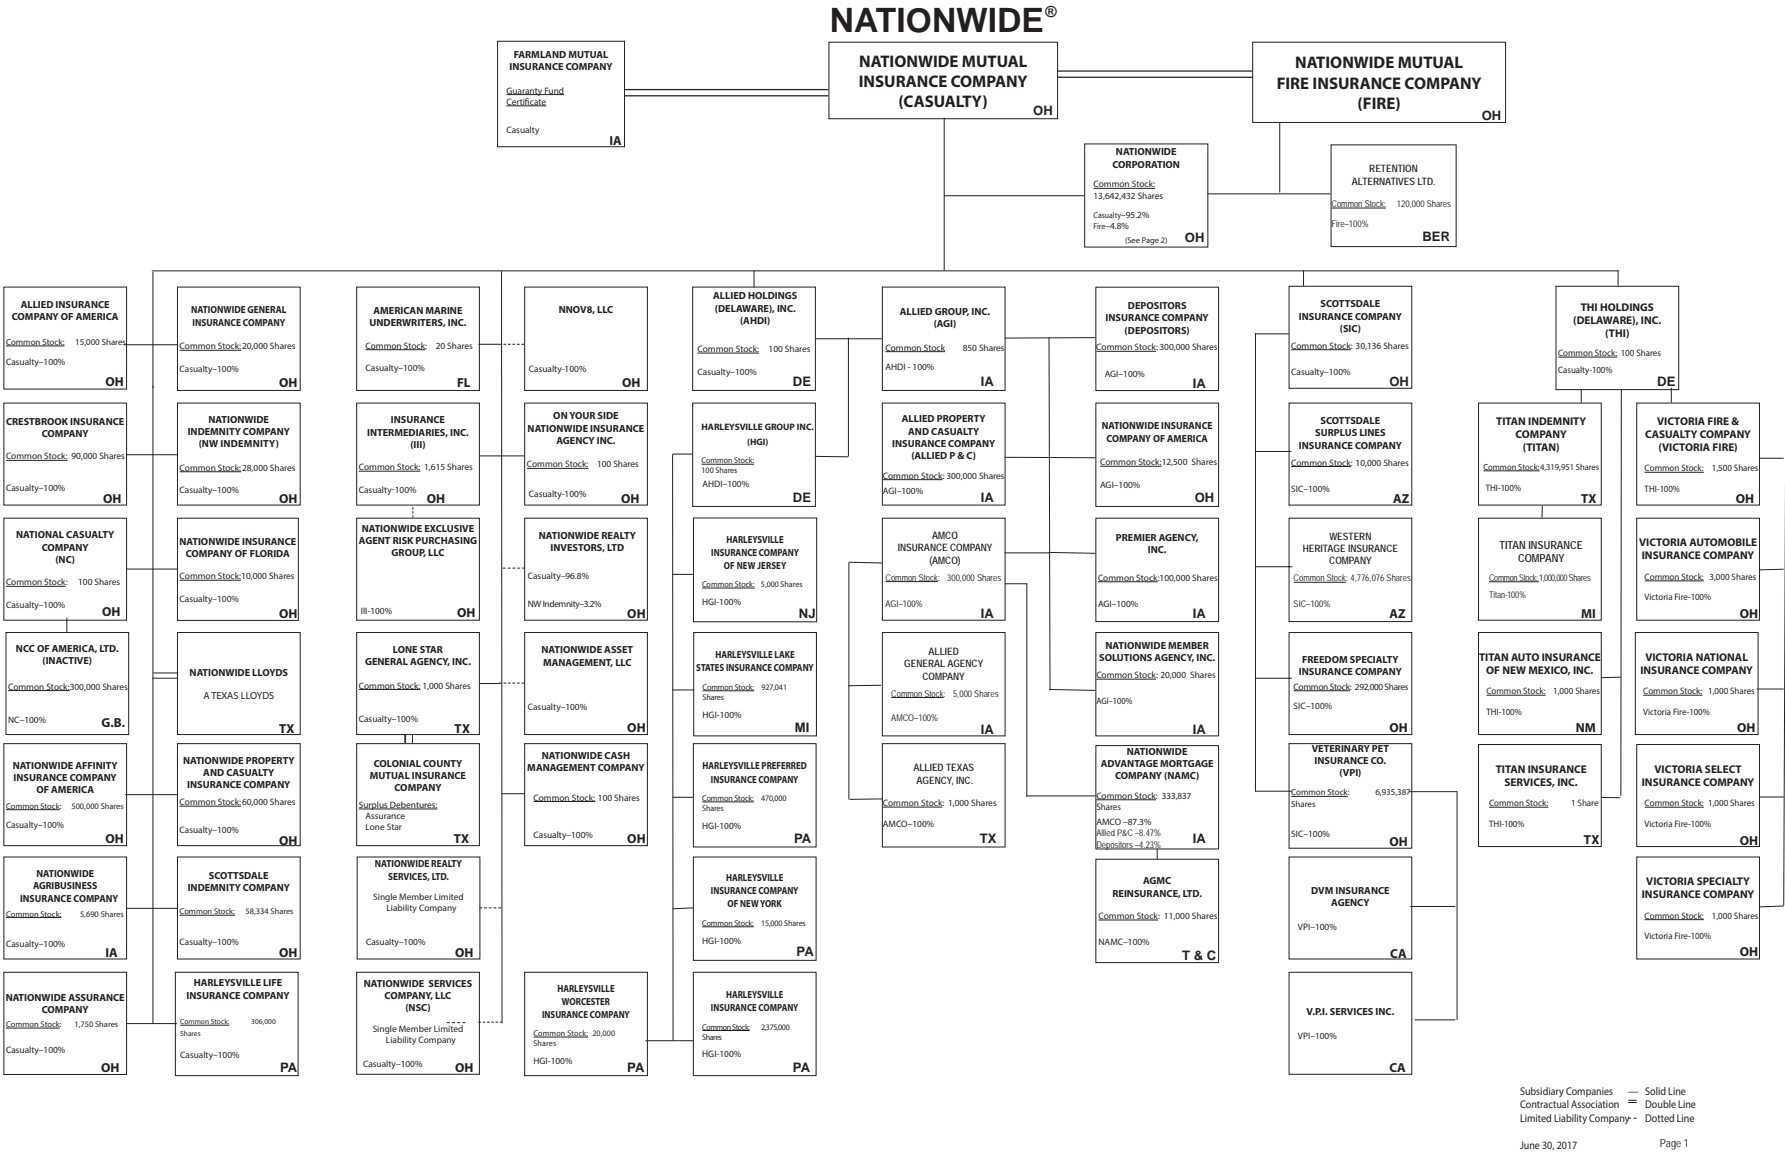 NATIONWIDE®
FARMLAND MUTUAL
INSURANCE COMPANY
Guaranty Fund
Certificate
Casualty
IA
NATIONWIDE MUTUAL
INSURANCE COMPANY
(CASUALTY)
OH
NATIONWIDE MUTUAL
FIRE INSURANCE COMPANY
(FIRE)
OH
NATIONWIDE
CORPORATION
Common Stock:
13,642,432 Shares
Casualty–95.2%
Fire–4.8%
(See Page 2)
OH
RETENTION
ALTERNATIVES LTD.
Common Stock: 120,000 Shares
Fire–100%
BER
ALLIED INSURANCE
COMPANY OF AMERICA
Common Stock: 15,000 Shares
Casualty–100%
OH
NATIONWIDE GENERAL
INSURANCE COMPANY
Common Stock: 20,000 Shares
Casualty–100%
OH
AMERICAN MARINE
UNDERWRITERS, INC.
Common Stock: 20 Shares
Casualty–100%
FL
NNOV8, LLC
Casualty-100%
OH
ALLIED HOLDINGS
(DELAWARE), INC.
(AHDI)
Common Stock: 100 Shares
Casualty–100%
DE
ALLIED GROUP, INC.
(AGI)
Common Stock 850 Shares
AHDI - 100%
IA
DEPOSITORS
INSURANCE COMPANY
(DEPOSITORS)
Common Stock: 300,000 Shares
AGI–100%
IA
SCOTTSDALE
INSURANCE COMPANY
(SIC)
Common Stock: 30,136 Shares
Casualty–100%
OH
THI HOLDINGS
(DELAWARE), INC.
(THI)
Common Stock: 100 Shares
Casualty-100%
DE
CRESTBROOK INSURANCE
COMPANY
Common Stock: 90,000 Shares
Casualty–100%
OH
NATIONWIDE
INDEMNITY COMPANY
(NW INDEMNITY)
Common Stock: 28,000 Shares
Casualty–100%
OH
INSURANCE
INTERMEDIARIES, INC.
(III)
Common Stock: 1,615 Shares
Casualty-100%
OH
ON YOUR SIDE
NATIONWIDE INSURANCE
AGENCY INC.
Common Stock: 100 Shares
Casualty-100%
OH
HARLEYSVILLE GROUP INC.
(HGI)
Common Stock:
100 Shares
AHDI–100%
DE
ALLIED PROPERTY
AND CASUALTY
INSURANCE COMPANY
(ALLIED P & C)
Common Stock: 300,000 Shares
AGI–100%
IA
NATIONWIDE INSURANCE
COMPANY OF AMERICA
Common Stock: 12,500 Shares
AGI–100%
OH
SCOTTSDALE
SURPLUS LINES
INSURANCE COMPANY
Common Stock: 10,000 Shares
SIC–100%
AZ
TITAN INDEMNITY
COMPANY
(TITAN)
Common Stock: 4,319,951 Shares
THI-100%
TX
VICTORIA FIRE &
CASUALTY COMPANY
(VICTORIA FIRE)
Common Stock: 1,500 Shares
THI-100%
OH
NATIONAL CASUALTY
COMPANY
(NC)
Common Stock: 100 Shares
Casualty–100%
OH
NATIONWIDE INSURANCE
COMPANY OF FLORIDA
Common Stock: 10,000 Shares
Casualty–100%
OH
NATIONWIDE EXCLUSIVE
AGENT RISK PURCHASING
GROUP, LLC
III-100%
OH
NATIONWIDE REALTY
INVESTORS, LTD
Casualty–96.8%
NW Indemnity–3.2%
OH
HARLEYSVILLE
INSURANCE COMPANY
OF NEW JERSEY
Common Stock: 5,000 Shares
HGI-100%
NJ
AMCO
INSURANCE COMPANY
(AMCO)
Common Stock: 300,000 Shares
AGI–100%
IA
PREMIER AGENCY,
INC.
Common Stock: 100,000 Shares
AGI–100%
IA
WESTERN
HERITAGE INSURANCE
COMPANY
Common Stock: 4,776,076 Shares
SIC–100%
AZ
TITAN INSURANCE
COMPANY
Common Stock: 1,000,000 Shares
Titan-100%
MI
VICTORIA AUTOMOBILE
INSURANCE COMPANY
Common Stock: 3,000 Shares
Victoria Fire-100%
OH
NCC OF AMERICA, LTD.
(INACTIVE)
Common Stock: 300,000 Shares
NC–100%
G.B.
NATIONWIDE LLOYDS
A TEXAS LLOYDS
TX
LONE STAR
GENERAL AGENCY, INC.
Common Stock: 1,000 Shares
Casualty–100%
TX
NATIONWIDE ASSET
MANAGEMENT, LLC
Casualty–100%
OH
HARLEYSVILLE LAKE
STATES INSURANCE COMPANY
Common Stock: 927,041
Shares
HGI-100%
MI
ALLIED
GENERAL AGENCY
COMPANY
Common Stock: 5,000 Shares
AMCO–100%
IA
NATIONWIDE MEMBER
SOLUTIONS AGENCY, INC.
Common Stock: 20,000 Shares
AGI–100%
IA
FREEDOM SPECIALTY
INSURANCE COMPANY
Common Stock: 292,000 Shares
SIC–100%
OH
TITAN AUTO INSURANCE
OF NEW MEXICO, INC.
Common Stock: 1,000 Shares
THI-100%
NM
VICTORIA NATIONAL
INSURANCE COMPANY
Common Stock: 1,000 Shares
Victoria Fire-100%
OH
NATIONWIDE AFFINITY
INSURANCE COMPANY
OF AMERICA
Common Stock: 500,000 Shares
Casualty–100%
OH
NATIONWIDE PROPERTY
AND CASUALTY
INSURANCE COMPANY
Common Stock: 60,000 Shares
Casualty–100%
OH
COLONIAL COUNTY
MUTUAL INSURANCE
COMPANY
Surplus Debentures:
Assurance
Lone Star
TX
NATIONWIDE CASH
MANAGEMENT COMPANY
Common Stock: 100 Shares
Casualty–100%
OH
HARLEYSVILLE PREFERRED
INSURANCE COMPANY
Common Stock: 470,000
Shares
HGI-100%
PA
ALLIED TEXAS
AGENCY, INC.
Common Stock: 1,000 Shares
AMCO–100%
TX
NATIONWIDE
ADVANTAGE MORTGAGE
COMPANY (NAMC)
Common Stock: 333,837
Shares
AMCO –87.3%
Allied P&C –8.47%
Depositors –4.23%
IA
VETERINARY PET
INSURANCE CO.
(VPI)
Common Stock: 6,935,387
Shares
SIC–100%
OH
TITAN INSURANCE
SERVICES, INC.
Common Stock: 1 Share
THI-100%
TX
VICTORIA SELECT
INSURANCE COMPANY
Common Stock: 1,000 Shares
Victoria Fire-100%
OH
NATIONWIDE
AGRIBUSINESS
INSURANCE COMPANY
Common Stock: 5,690 Shares
Casualty–100%
IA
SCOTTSDALE
INDEMNITY COMPANY
Common Stock: 58,334 Shares
Casualty–100%
OH
NATIONWIDE REALTY
SERVICES, LTD.
Single Member Limited
Liability Company
Casualty–100%
OH
HARLEYSVILLE
INSURANCE COMPANY
OF NEW YORK
Common Stock: 15,000 Shares
HGI-100%
PA
AGMC
REINSURANCE, LTD.
Common Stock: 11,000 Shares
NAMC–100%
T & C
DVM INSURANCE
AGENCY
VPI–100%
CA
VICTORIA SPECIALTY
INSURANCE COMPANY
Common Stock: 1,000 Shares
Victoria Fire-100%
OH
NATIONWIDE ASSURANCE
COMPANY
Common Stock: 1,750 Shares
Casualty–100%
OH
HARLEYSVILLE LIFE
INSURANCE COMPANY
Common Stock: 306,000
Shares
Casualty–100%
PA
NATIONWIDE SERVICES
COMPANY, LLC
(NSC)
Single Member Limited
Liability Company
Casualty–100%
OH
HARLEYSVILLE
WORCESTER
INSURANCE COMPANY
Common Stock: 20,000
Shares
HGI-100%
PA
HARLEYSVILLE
INSURANCE COMPANY
Common Stock: 2,375,000
Shares
HGI-100%
PA
V.P.I. SERVICES INC.
VPI–100%
CA
Subsidiary Companies — Solid Line
Contractual Association = Double Line
Limited Liability Company - - Dotted Line
June 30, 2017
Page 1